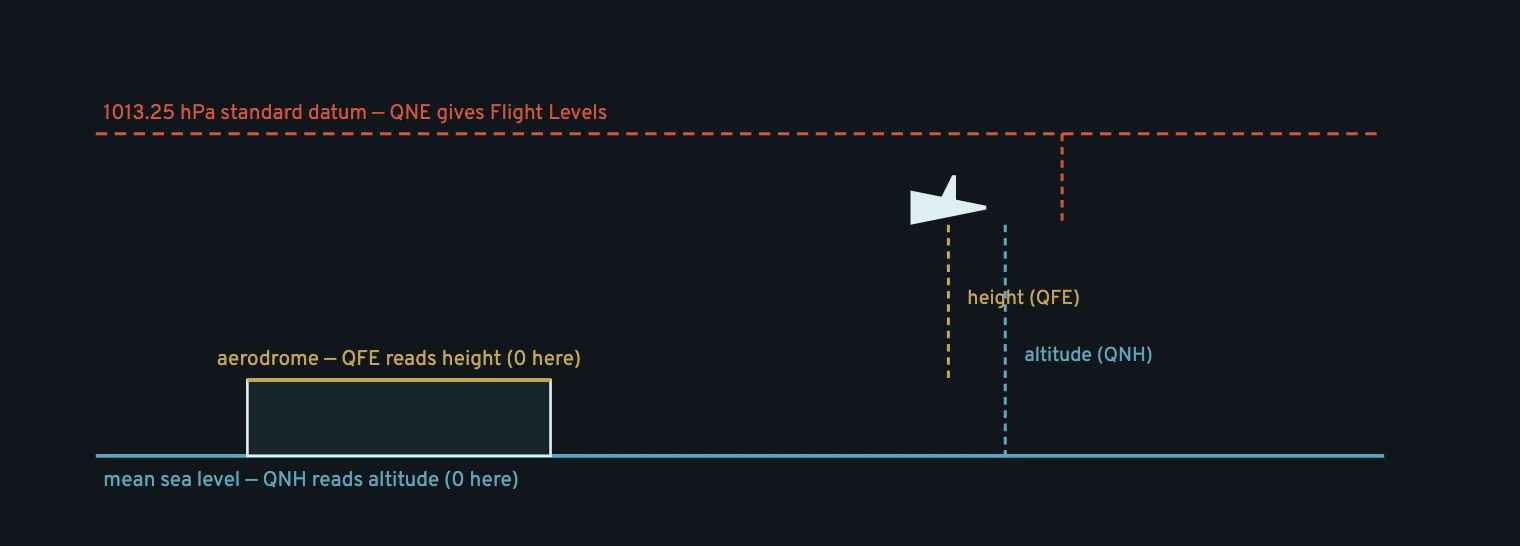 1013.25 hPa standard datum — QNE gives Flight Levels
height (QFE)
altitude (QNH)
aerodrome — QFE reads height (0 here)
mean sea level — QNH reads altitude (0 here)